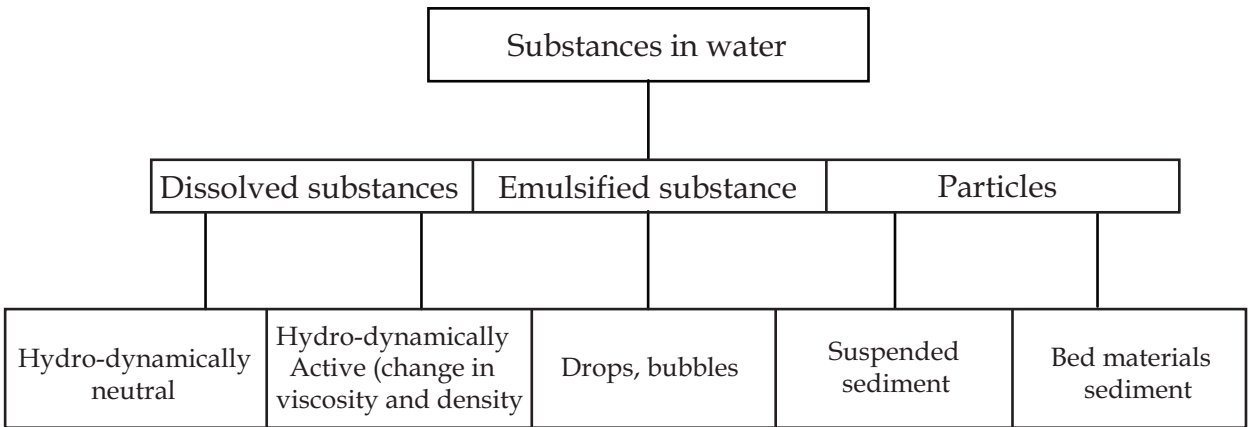 Substances in water
Dissolved substances
Emulsified substance
Particles
Hydro-dynamically
neutral
Hydro-dynamically
Active (change in
viscosity and density
Drops, bubbles
Suspended
sediment
Bed materials
sediment